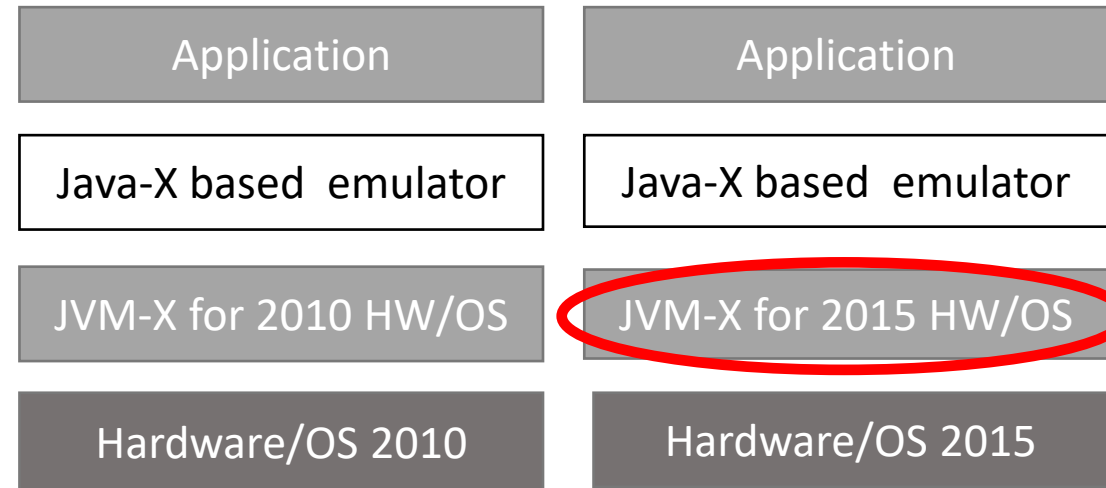 Application
Java-X based emulator
JVM-X for 2010 HW/OS
Hardware/OS 2010
Application
Java-X based emulator
JVM-X for 2015 HW/OS
Hardware/OS 2015